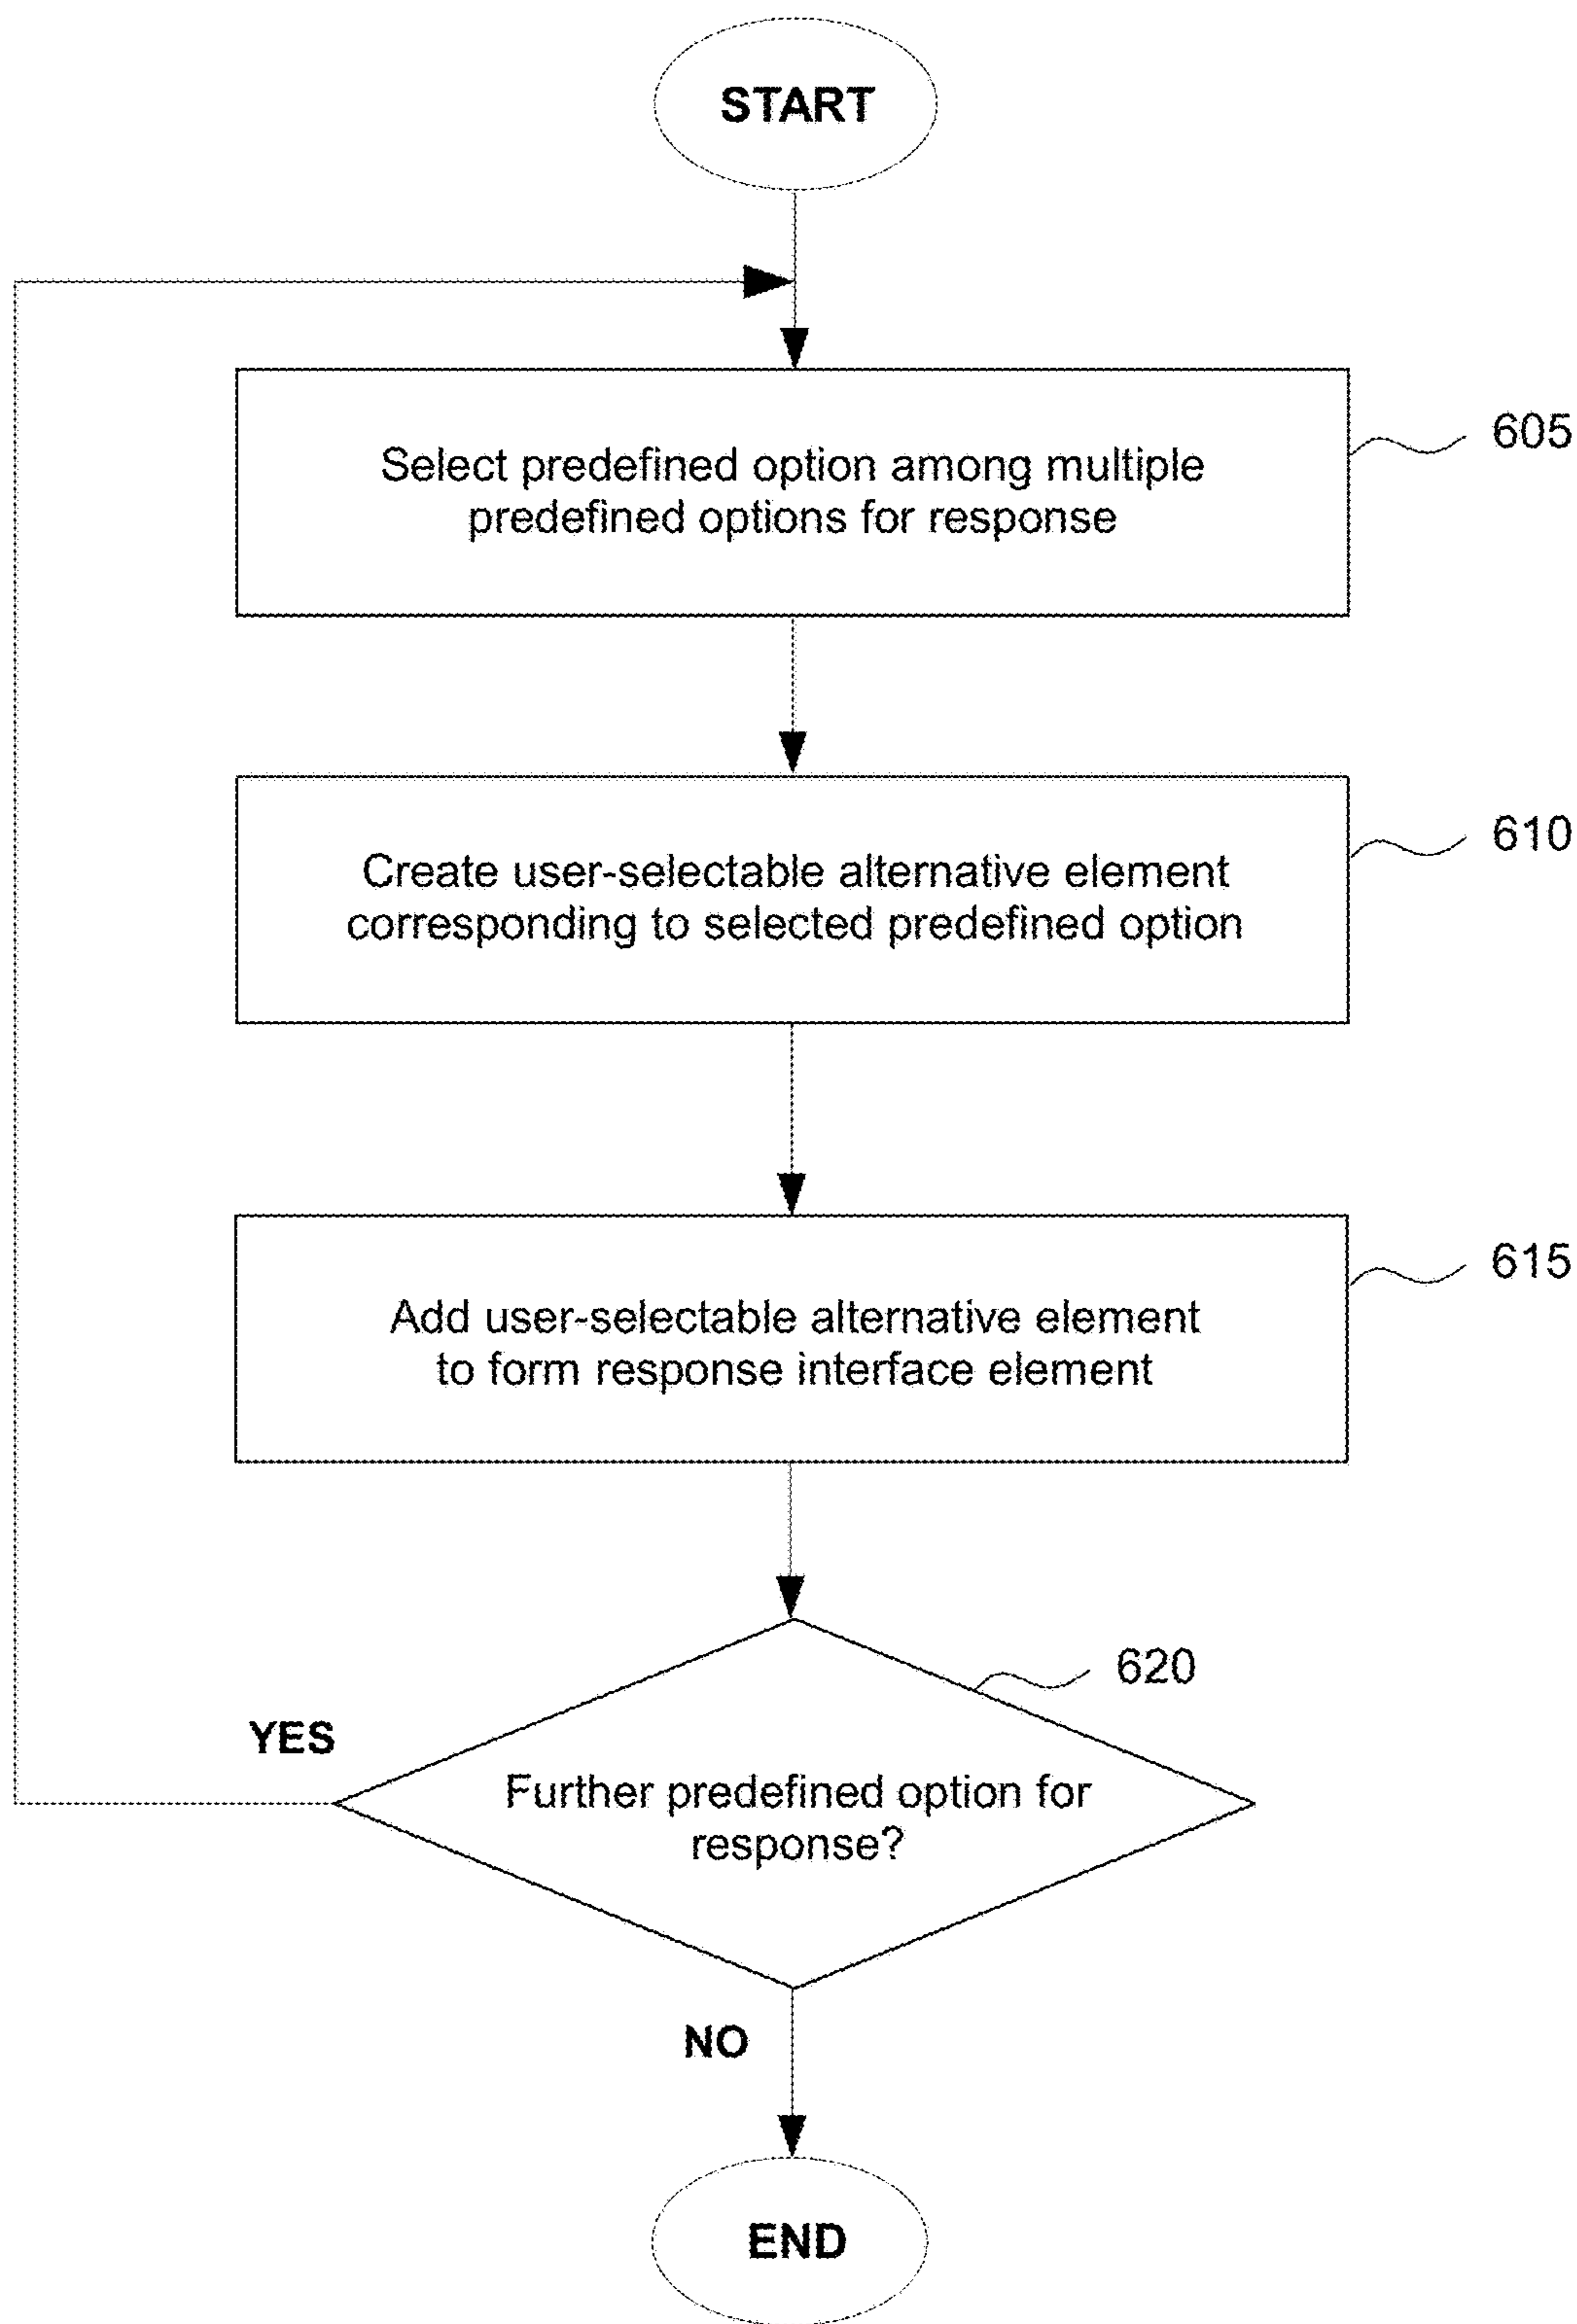 START
Select predefined option among multiple
predefined options for response
605
Create user-selectable alternative element
corresponding to selected predefined option
610
Add user-selectable alternative element
to form response interface element
615
620
YES
Further predefined option for
response?
NO
END